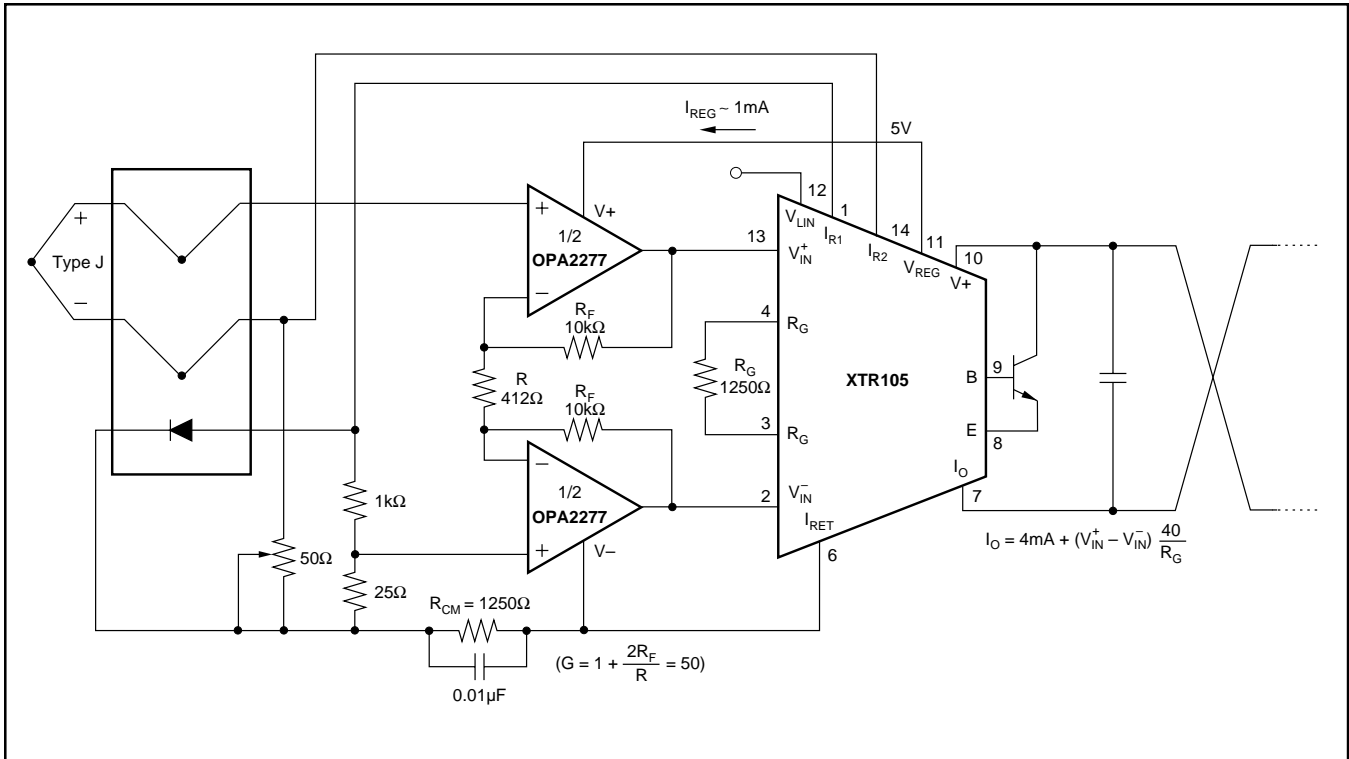 I_REG ~ 1mA
5V
12
1
14
11
10
V_LIN
I_R1
I_R2
V_REG
V+
+
V+
1/2
OPA2277
–
13
V_IN^+
+
Type J
–
R_F
10kΩ
4
R_G
R
412Ω
R_G
1250Ω
XTR105
B
9
R_F
10kΩ
3
R_G
E
8
–
1/2
OPA2277
+
V–
2
V_IN^–
I_RET
6
I_O
7
1kΩ
50Ω
25Ω
I_O = 4mA + (V_IN^+ – V_IN^–) 40/R_G
R_CM = 1250Ω
0.01µF
(G = 1 + 2R_F/R = 50)